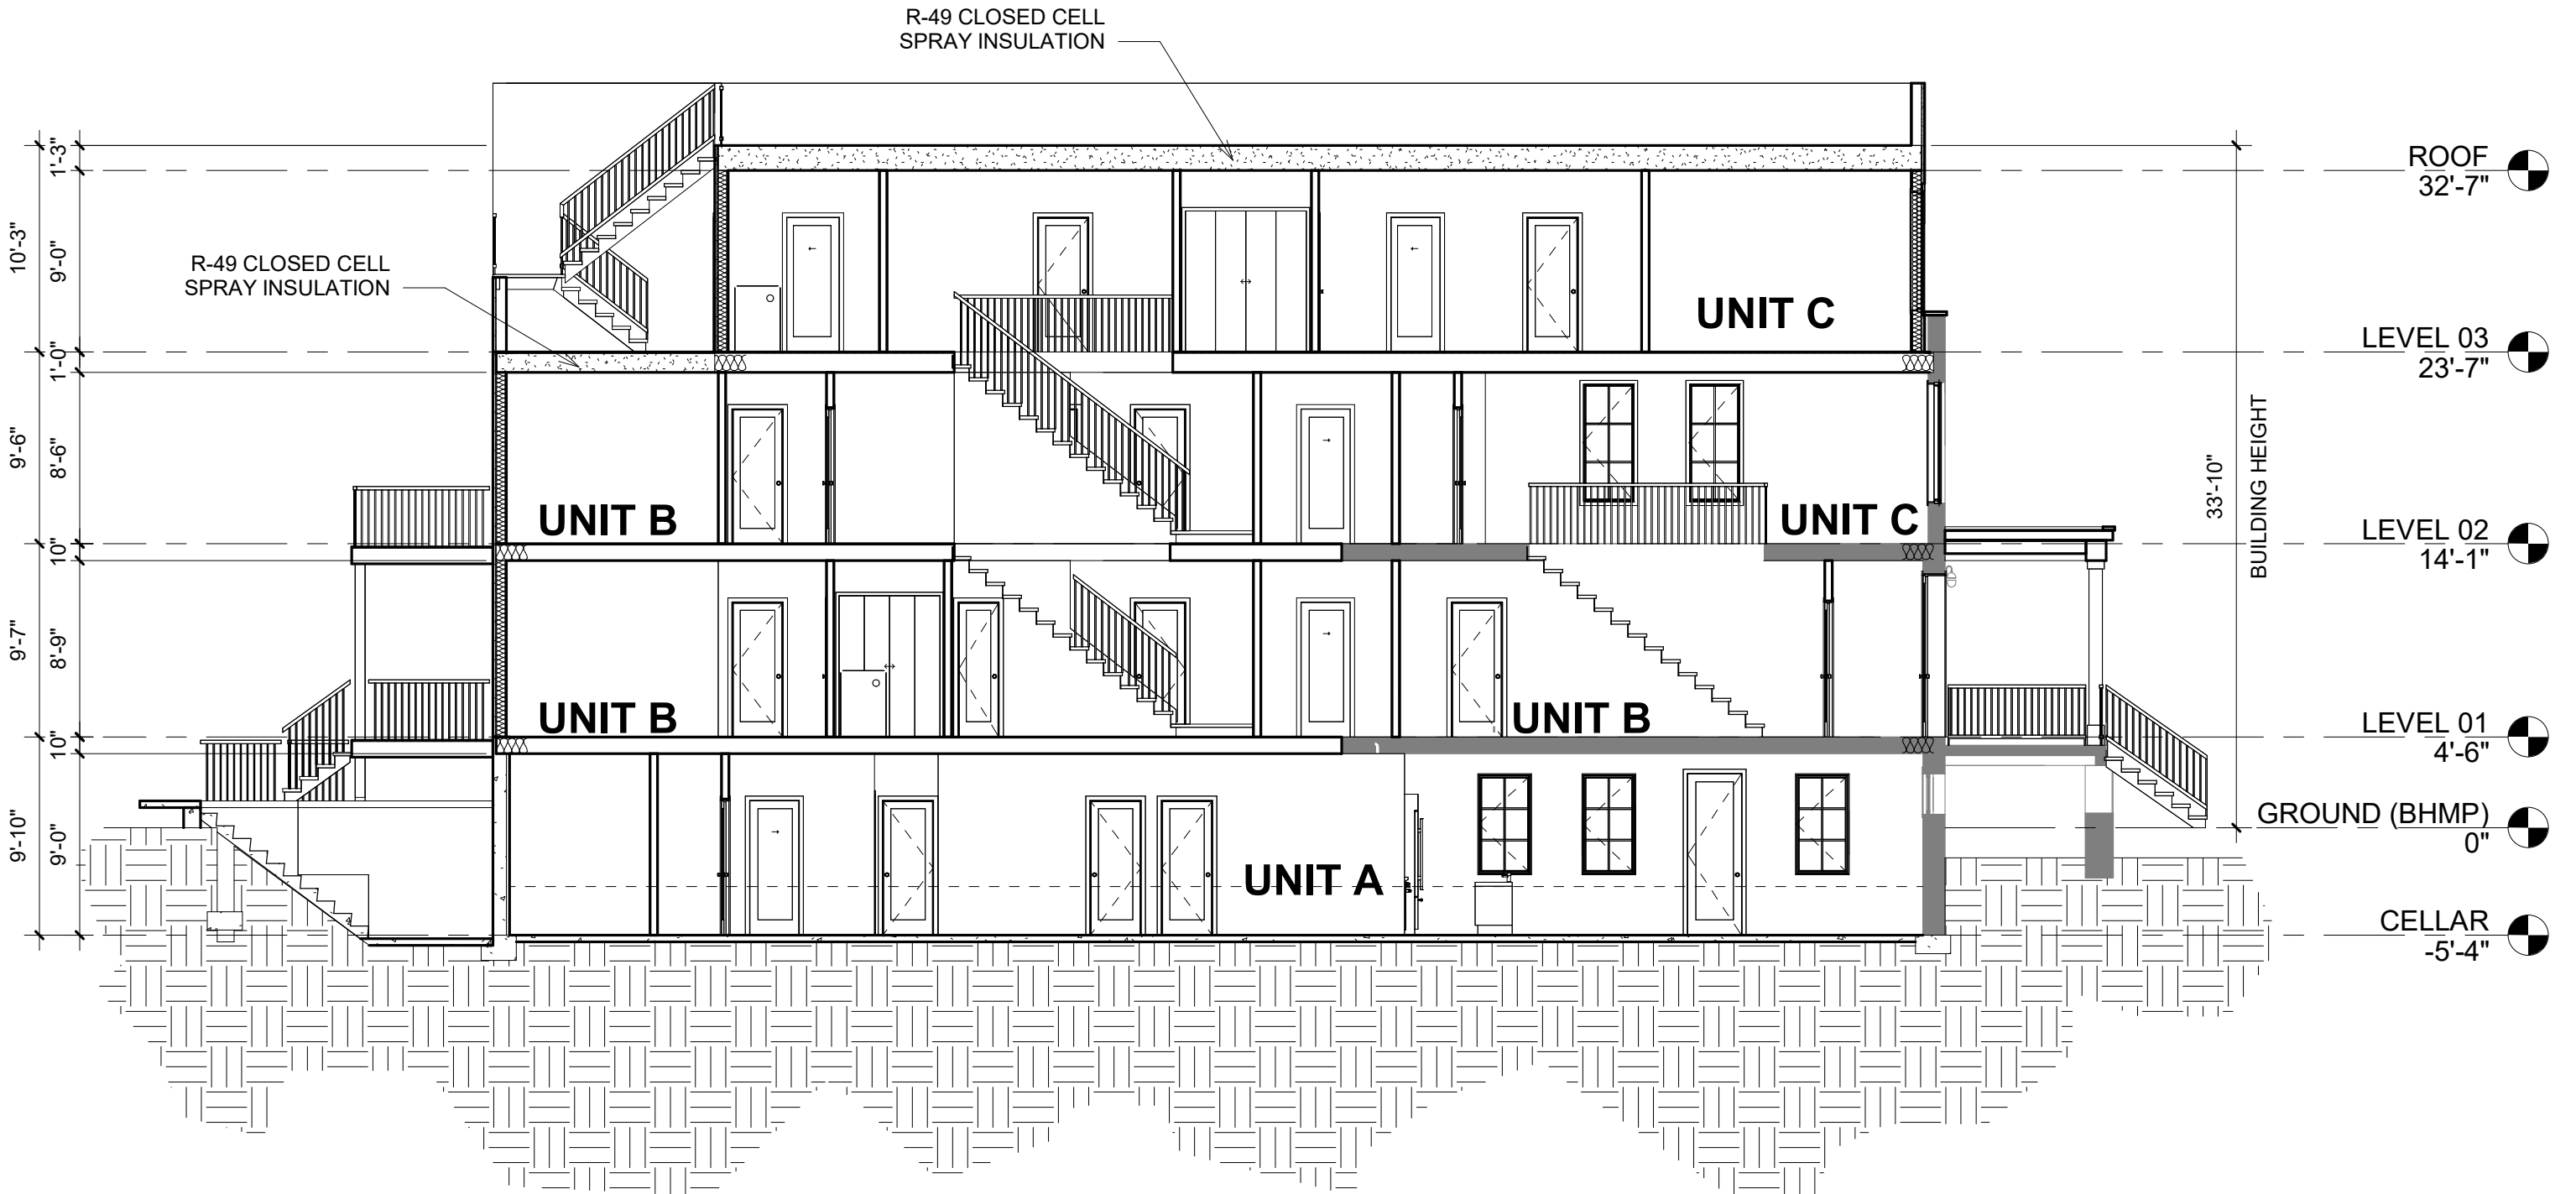 R-49 CLOSED CELL
SPRAY INSULATION
1'-3"
10'-3"
9'-0"
R-49 CLOSED CELL
SPRAY INSULATION
1'-0"
9'-6"
8'-6"
10"
9'-7"
8'-9"
10"
9'-10"
9'-0"
UNIT C
UNIT B
UNIT C
UNIT B
UNIT B
UNIT A
33'-10"
BUILDING HEIGHT
ROOF
32'-7"
LEVEL 03
23'-7"
LEVEL 02
14'-1"
LEVEL 01
4'-6"
GROUND (BHMP)
0"
CELLAR
-5'-4"